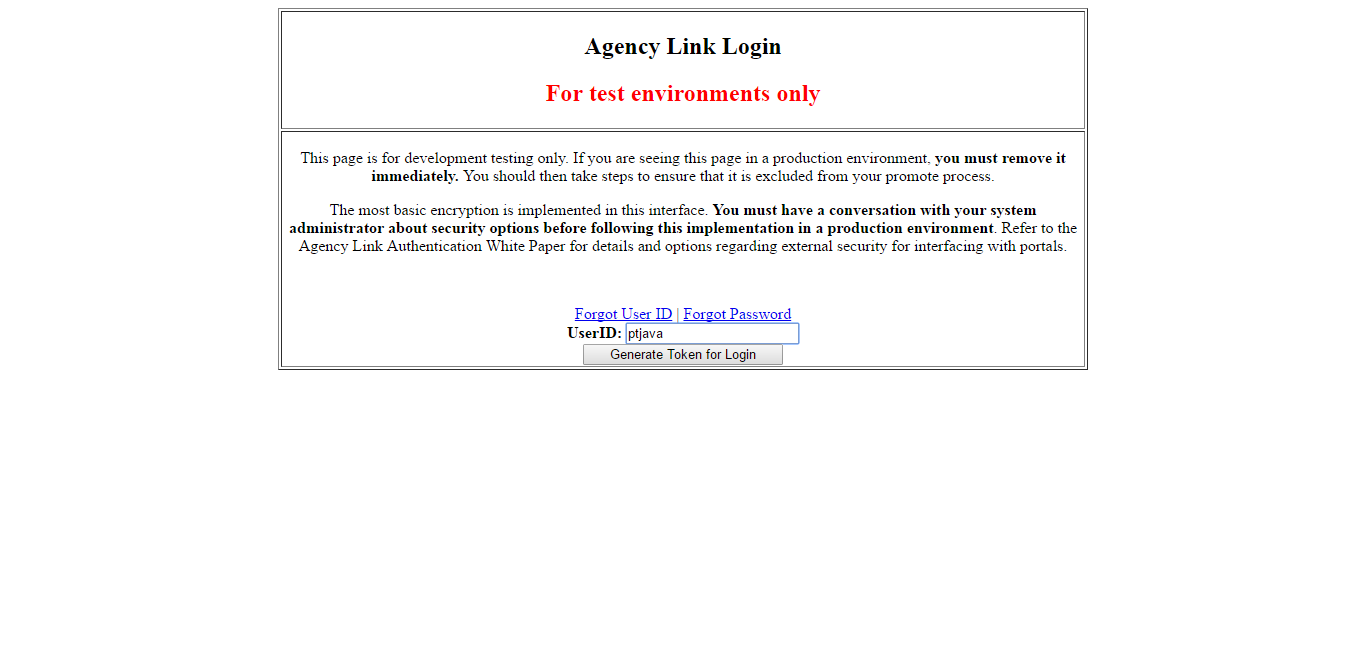 Agency Link Login
For test environments only
This page is for development testing only. If you are seeing this page in a production environment, you must remove it
immediately. You should then take steps to ensure that it is excluded from your promote process.
The most basic encryption is implemented in this interface. You must have a conversation with your system
administrator about security options before following this implementation in a production environment. Refer to the
Agency Link Authentication White Paper for details and options regarding external security for interfacing with portals.
Forgot User ID | Forgot Password
UserID: ptjava
Generate Token for Login